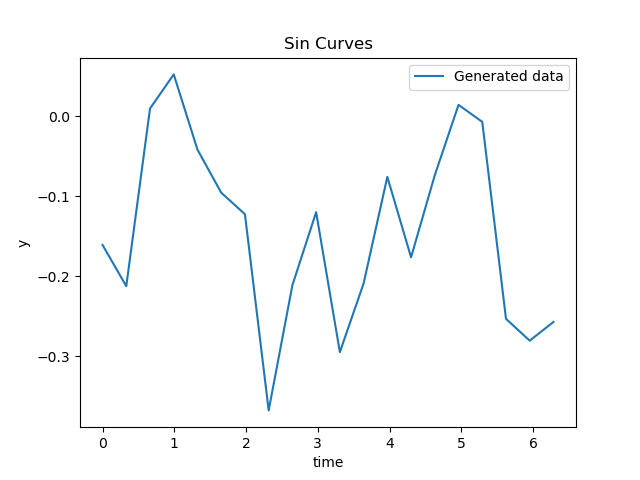 Sin Curves
Generated data
0.0
−0.1
−0.2
−0.3
y
0 1 2 3 4 5 6
time